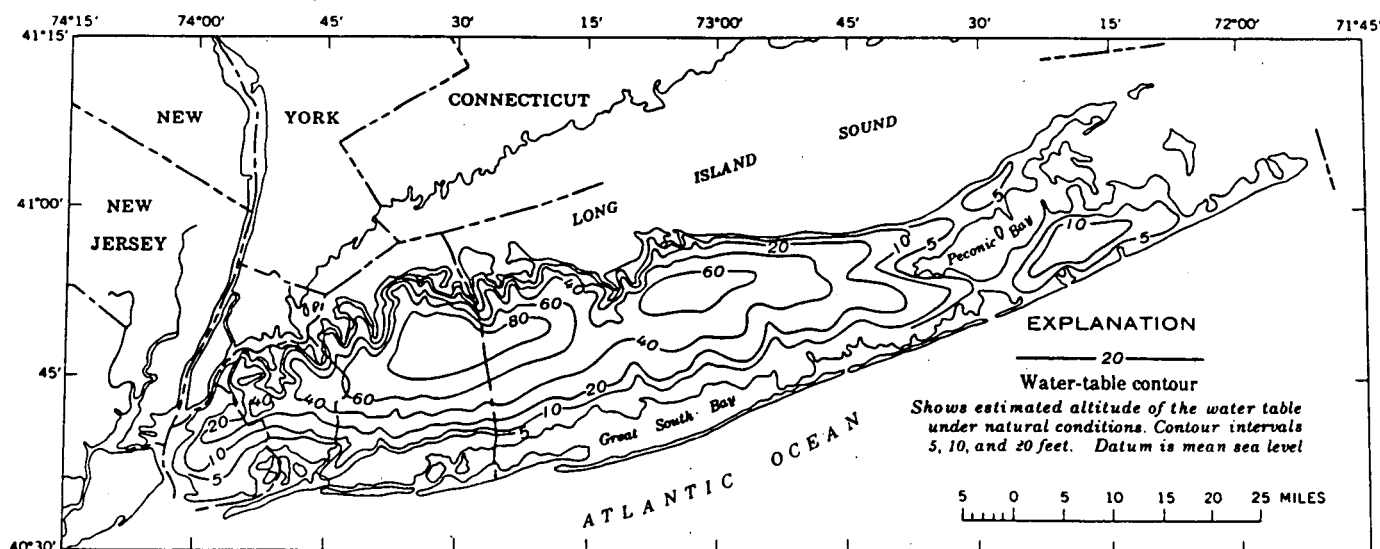 74°15' 74°00' 45' 30' 15' 73°00' 45' 30' 15' 72°00' 71°45'
41°15'
CONNECTICUT
NEW YORK
SOUND
ISLAND
LONG
41°00'
NEW
JERSEY
5
10
Peconic Bay
10
5
20
10
5
60
40
60
80
40
60
40
40
20
10
5
20
10
5
Great South Bay
45'
ATLANTIC OCEAN
40°30'
EXPLANATION
20
Water-table contour
Shows estimated altitude of the water table
under natural conditions. Contour intervals
5, 10, and 20 feet. Datum is mean sea level
5 0 5 10 15 20 25 MILES